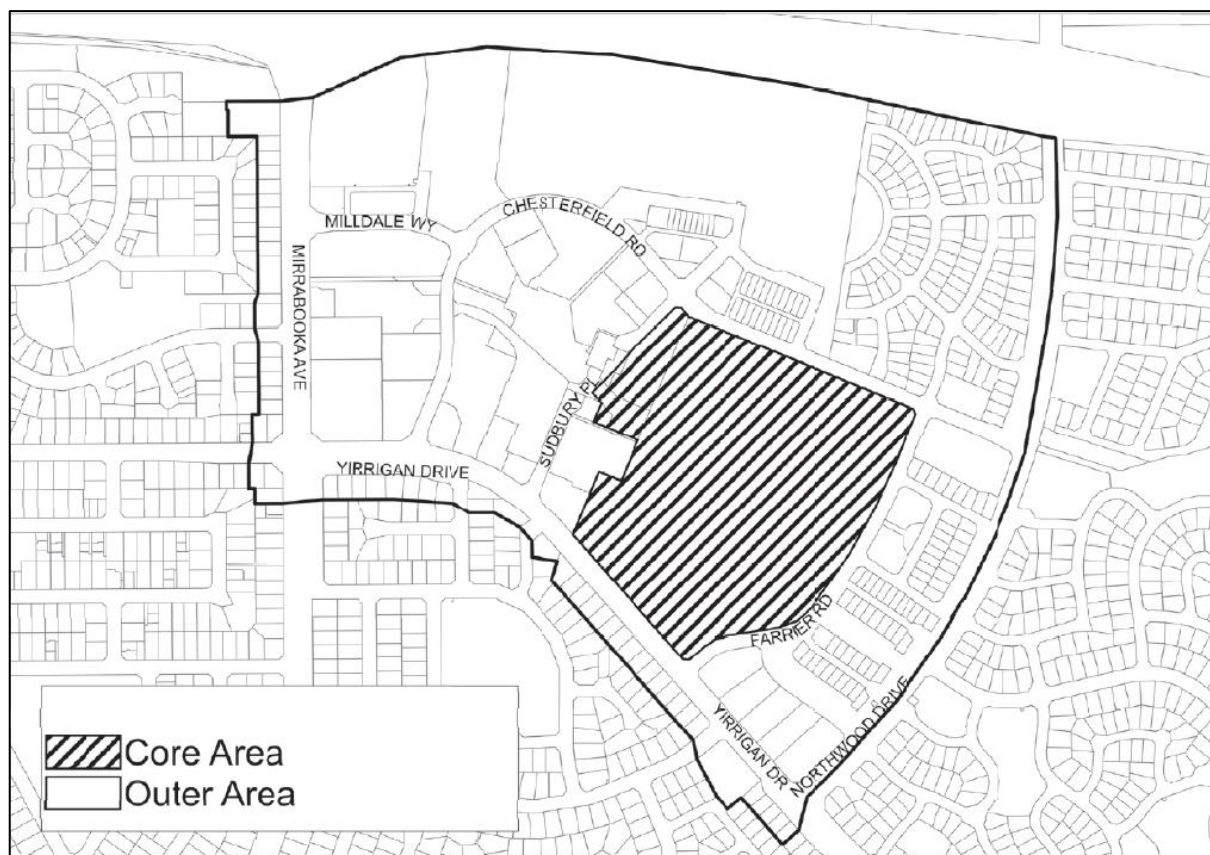 MILLDALE WY
CHESTERFIELD RD
MIRRABOOKA AVE
SUDBURY PL
YIRRIGAN DRIVE
FARRIER RD
YIRRIGAN DR
NORTHWOOD DRIVE
Core Area
Outer Area